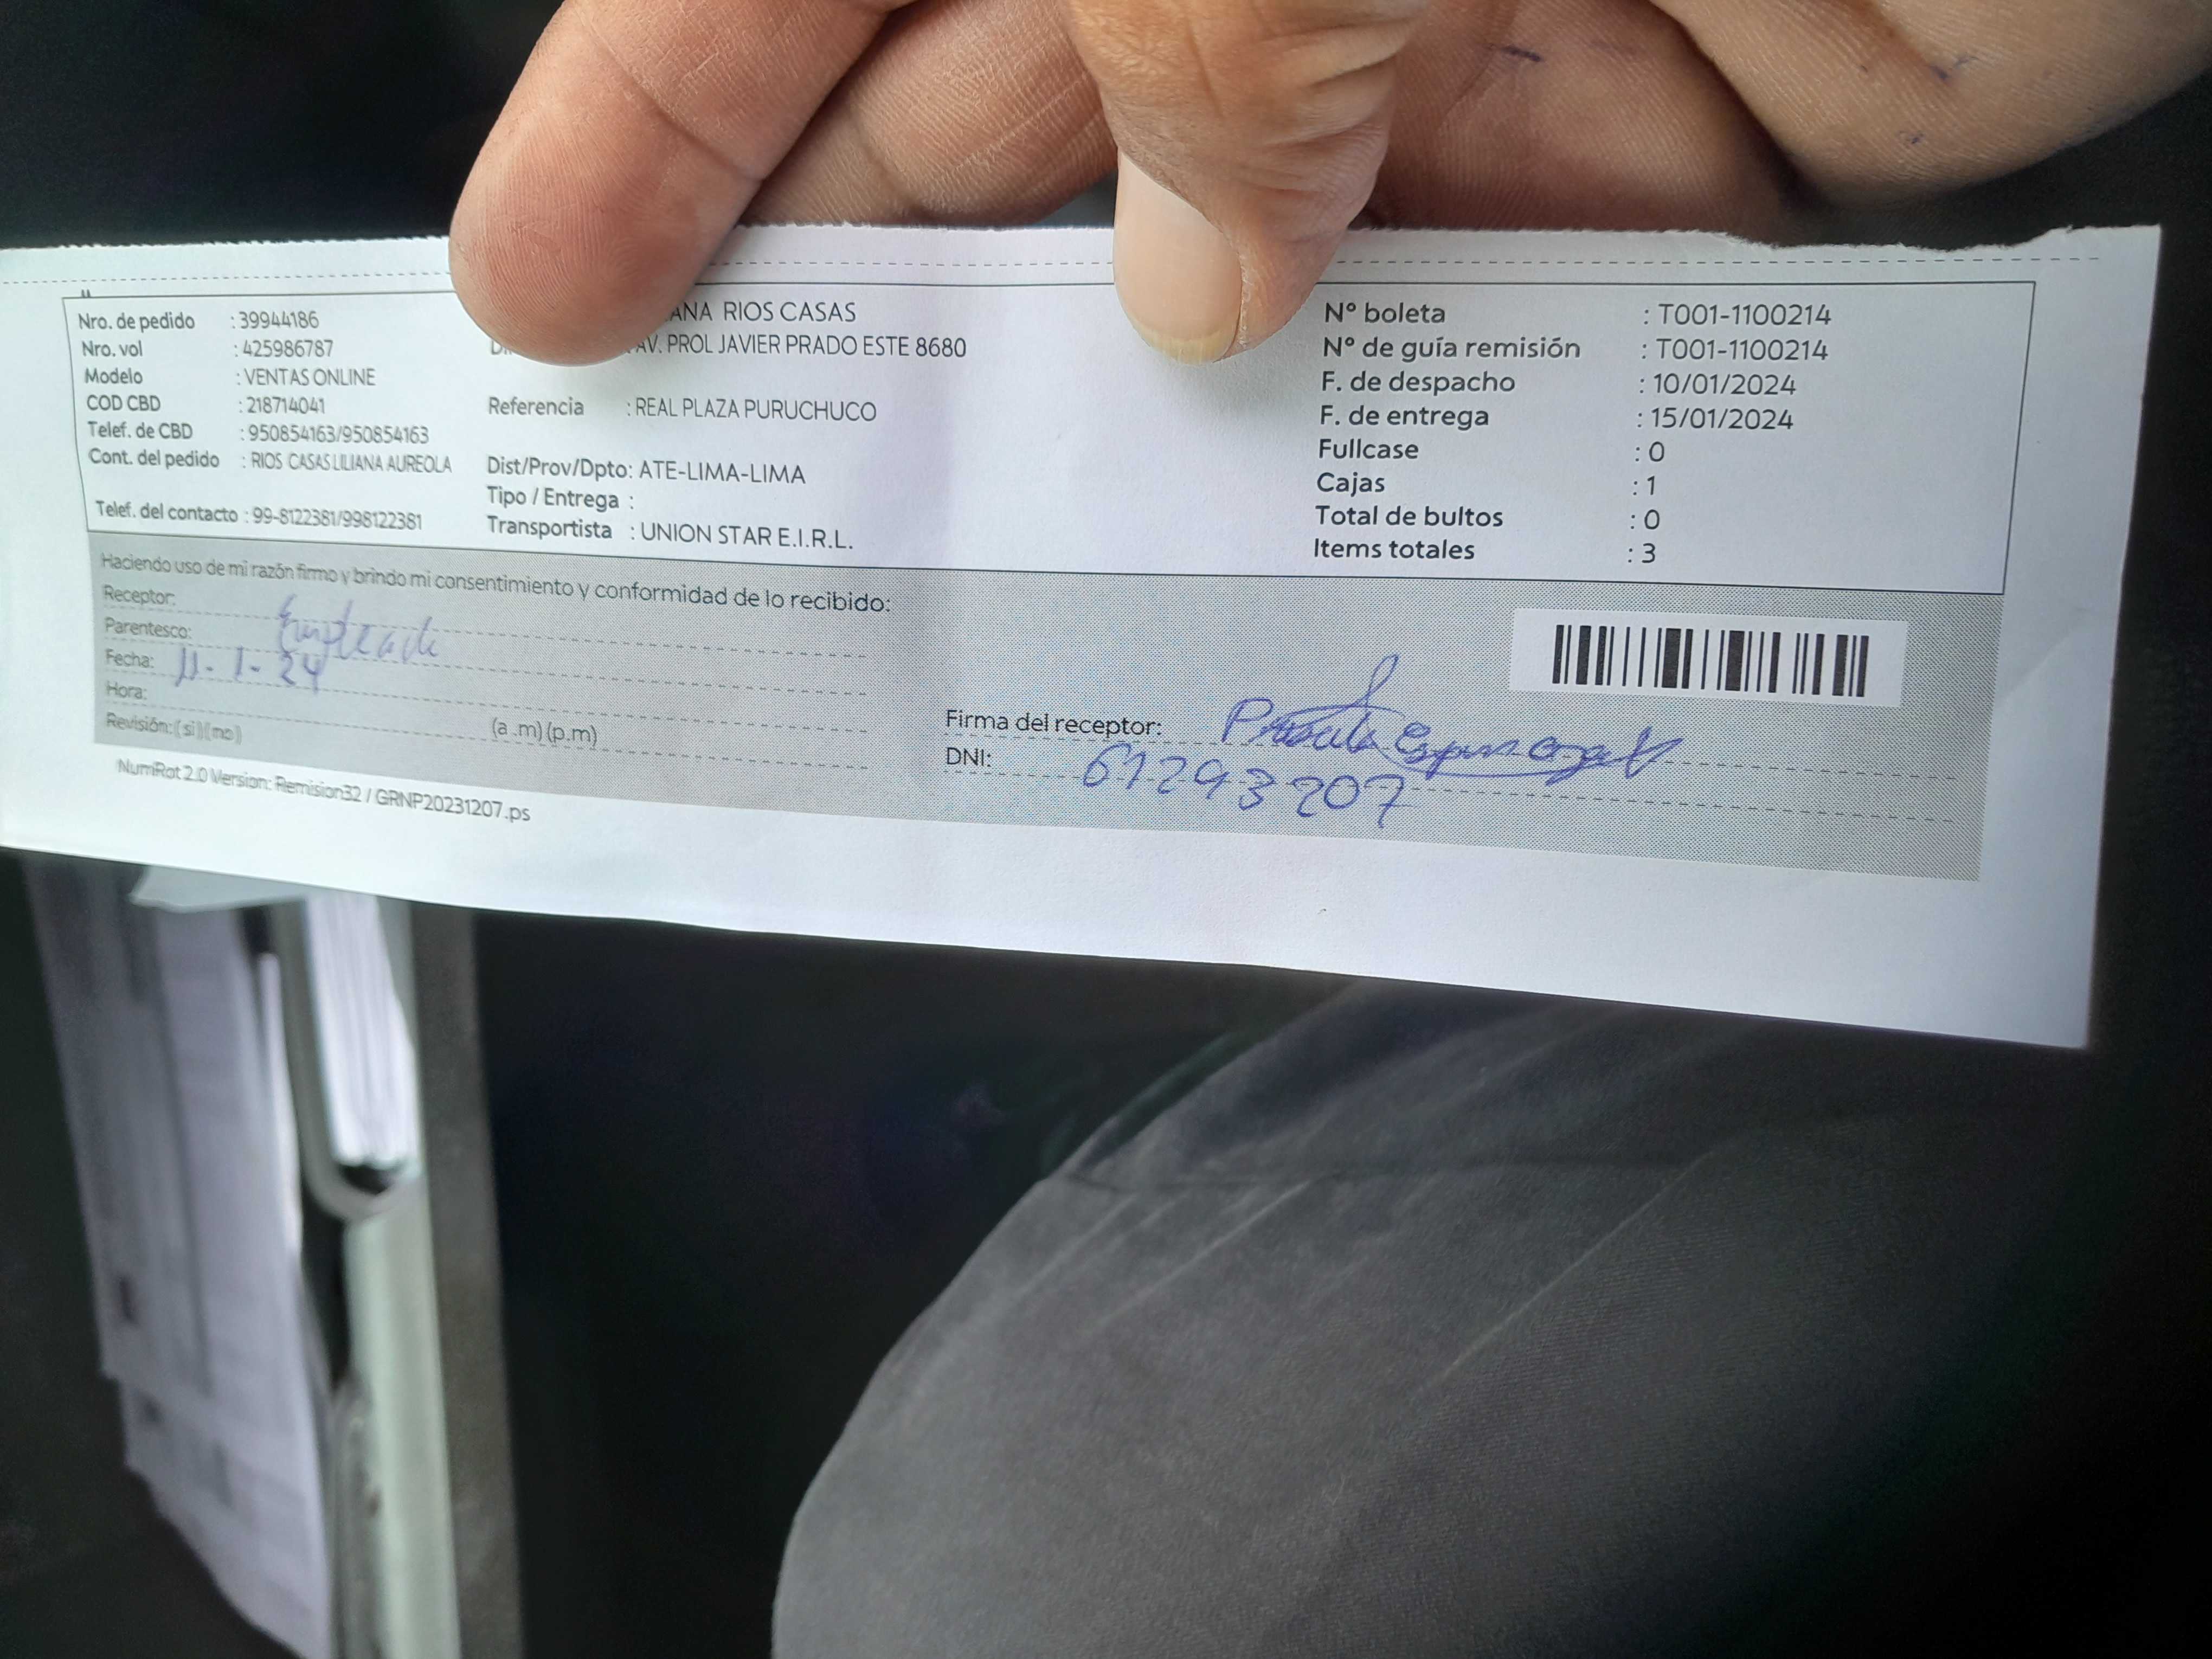 Nro. de pedido : 39944186
Nro. vol : 425986787
Modelo : VENTAS ONLINE
COD CBD : 218714041
Telef. de CBD : 950854163/950854163
Cont. del pedido : RIOS CASAS LILIANA AUREOLA
Telef. del contacto : 99-8122381/998122381
RIOS CASAS
AV. PROL JAVIER PRADO ESTE 8680
Referencia : REAL PLAZA PURUCHUCO
Dist/Prov/Dpto: ATE-LIMA-LIMA
Tipo / Entrega :
Transportista : UNION STAR E.I.R.L.
Nº boleta : T001-1100214
Nº de guía remisión : T001-1100214
F. de despacho : 10/01/2024
F. de entrega : 15/01/2024
Fullcase : 0
Cajas : 1
Total de bultos : 0
Items totales : 3
Haciendo uso de mi razón firmo y brindo mi consentimiento y conformidad de lo recibido:
Receptor:
Parentesco: Empleada
Fecha: 11-1-24
Hora: (a .m) (p.m)
Revisión: (si) (no)
Firma del receptor:
DNI: 61293207
NumRot 2.0 Version: Remision32 / GRNP20231207.ps